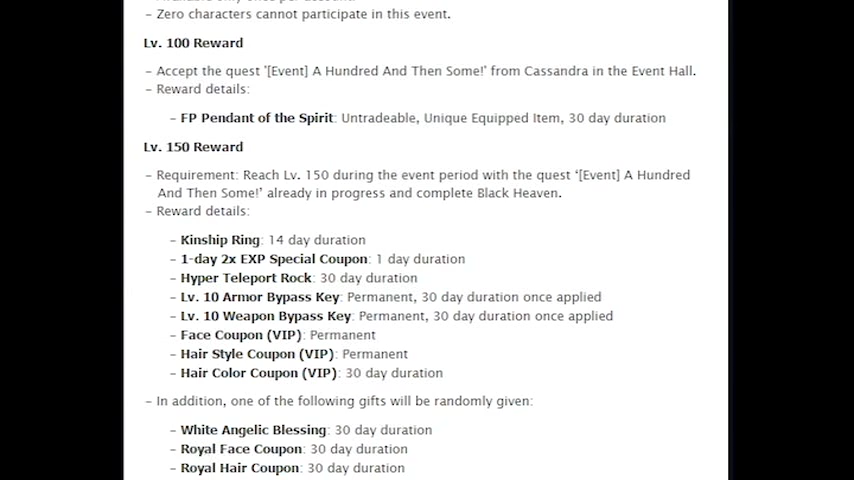 – Zero characters cannot participate in this event.
Lv. 100 Reward
– Accept the quest '[Event] A Hundred And Then Some!' from Cassandra in the Event Hall.
– Reward details:
– FP Pendant of the Spirit: Untradeable, Unique Equipped Item, 30 day duration
Lv. 150 Reward
– Requirement: Reach Lv. 150 during the event period with the quest ‘[Event] A Hundred
And Then Some!’ already in progress and complete Black Heaven.
– Reward details:
– Kinship Ring: 14 day duration
– 1-day 2x EXP Special Coupon: 1 day duration
– Hyper Teleport Rock: 30 day duration
– Lv. 10 Armor Bypass Key: Permanent, 30 day duration once applied
– Lv. 10 Weapon Bypass Key: Permanent, 30 day duration once applied
– Face Coupon (VIP): Permanent
– Hair Style Coupon (VIP): Permanent
– Hair Color Coupon (VIP): 30 day duration
– In addition, one of the following gifts will be randomly given:
– White Angelic Blessing: 30 day duration
– Royal Face Coupon: 30 day duration
– Royal Hair Coupon: 30 day duration